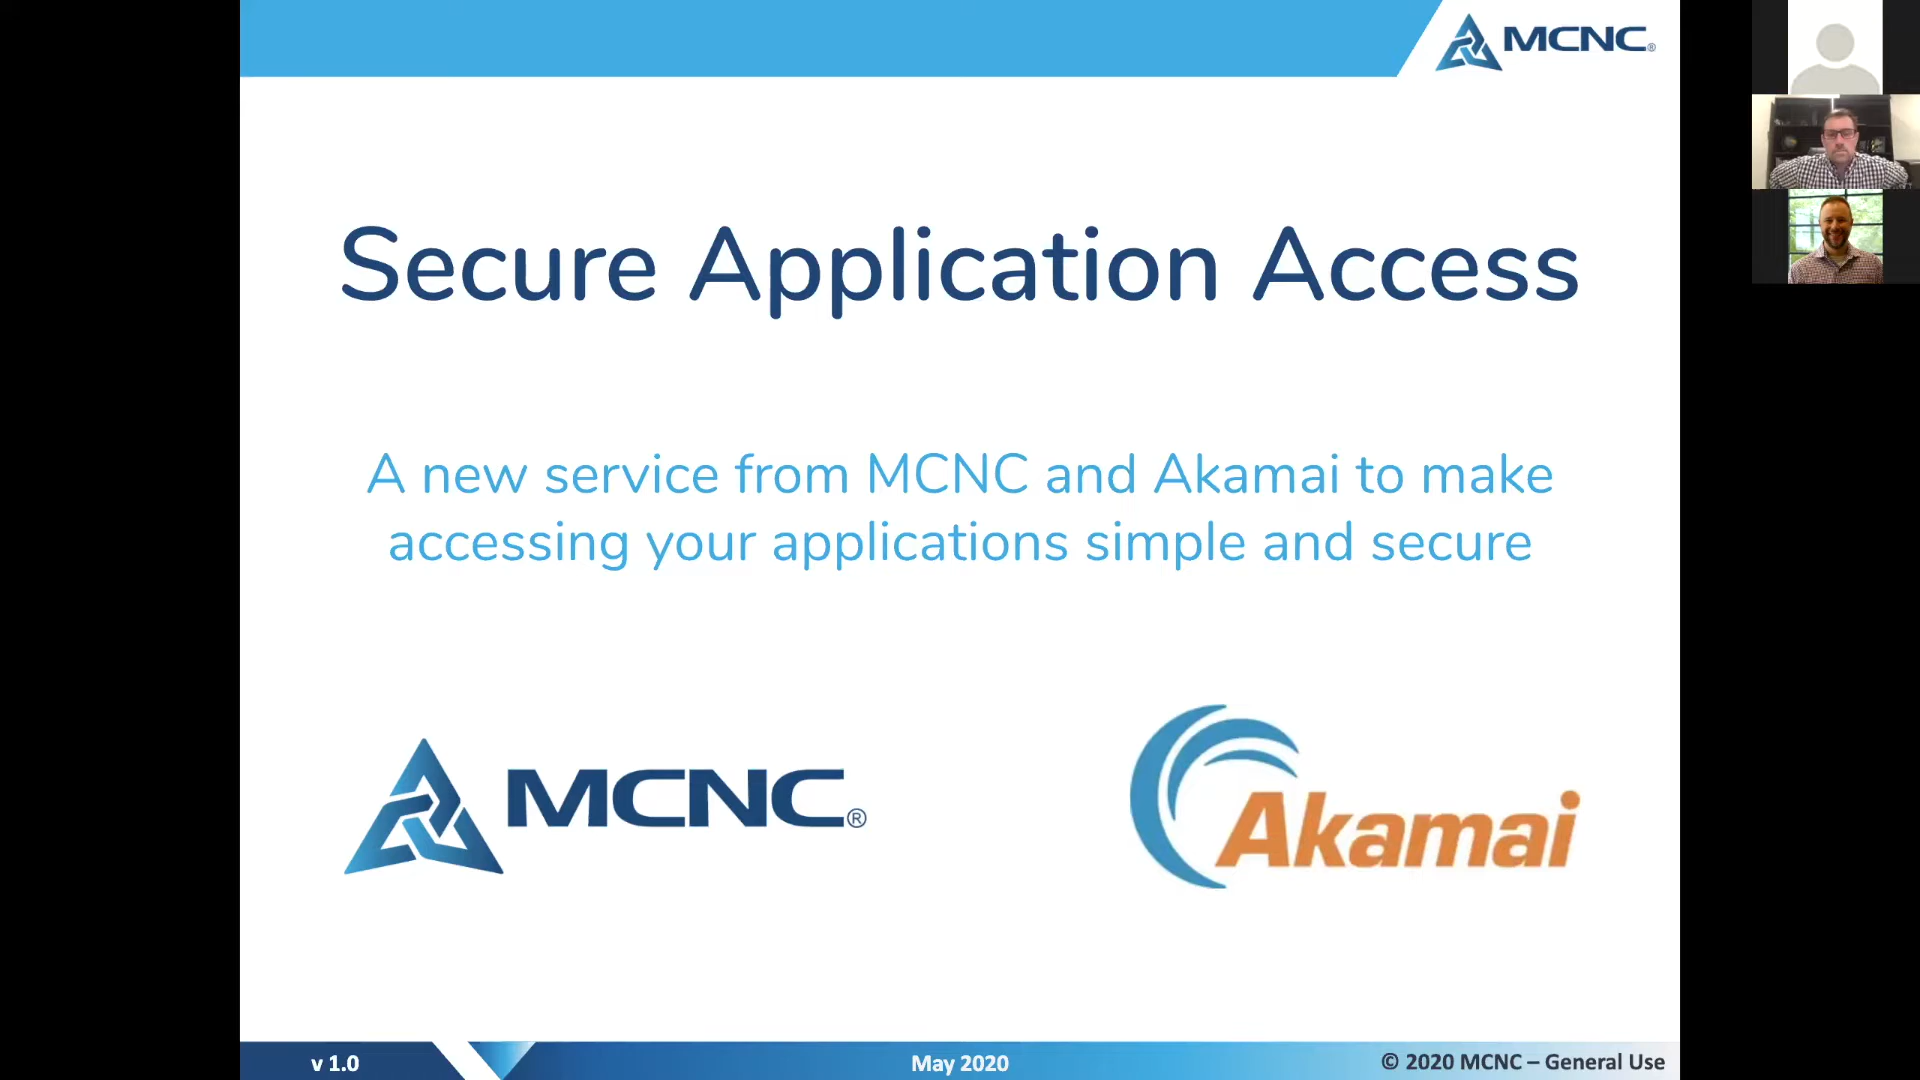 MCNC®
Secure Application Access
A new service from MCNC and Akamai to make
accessing your applications simple and secure
MCNC®
Akamai
v 1.0
May 2020
© 2020 MCNC – General Use